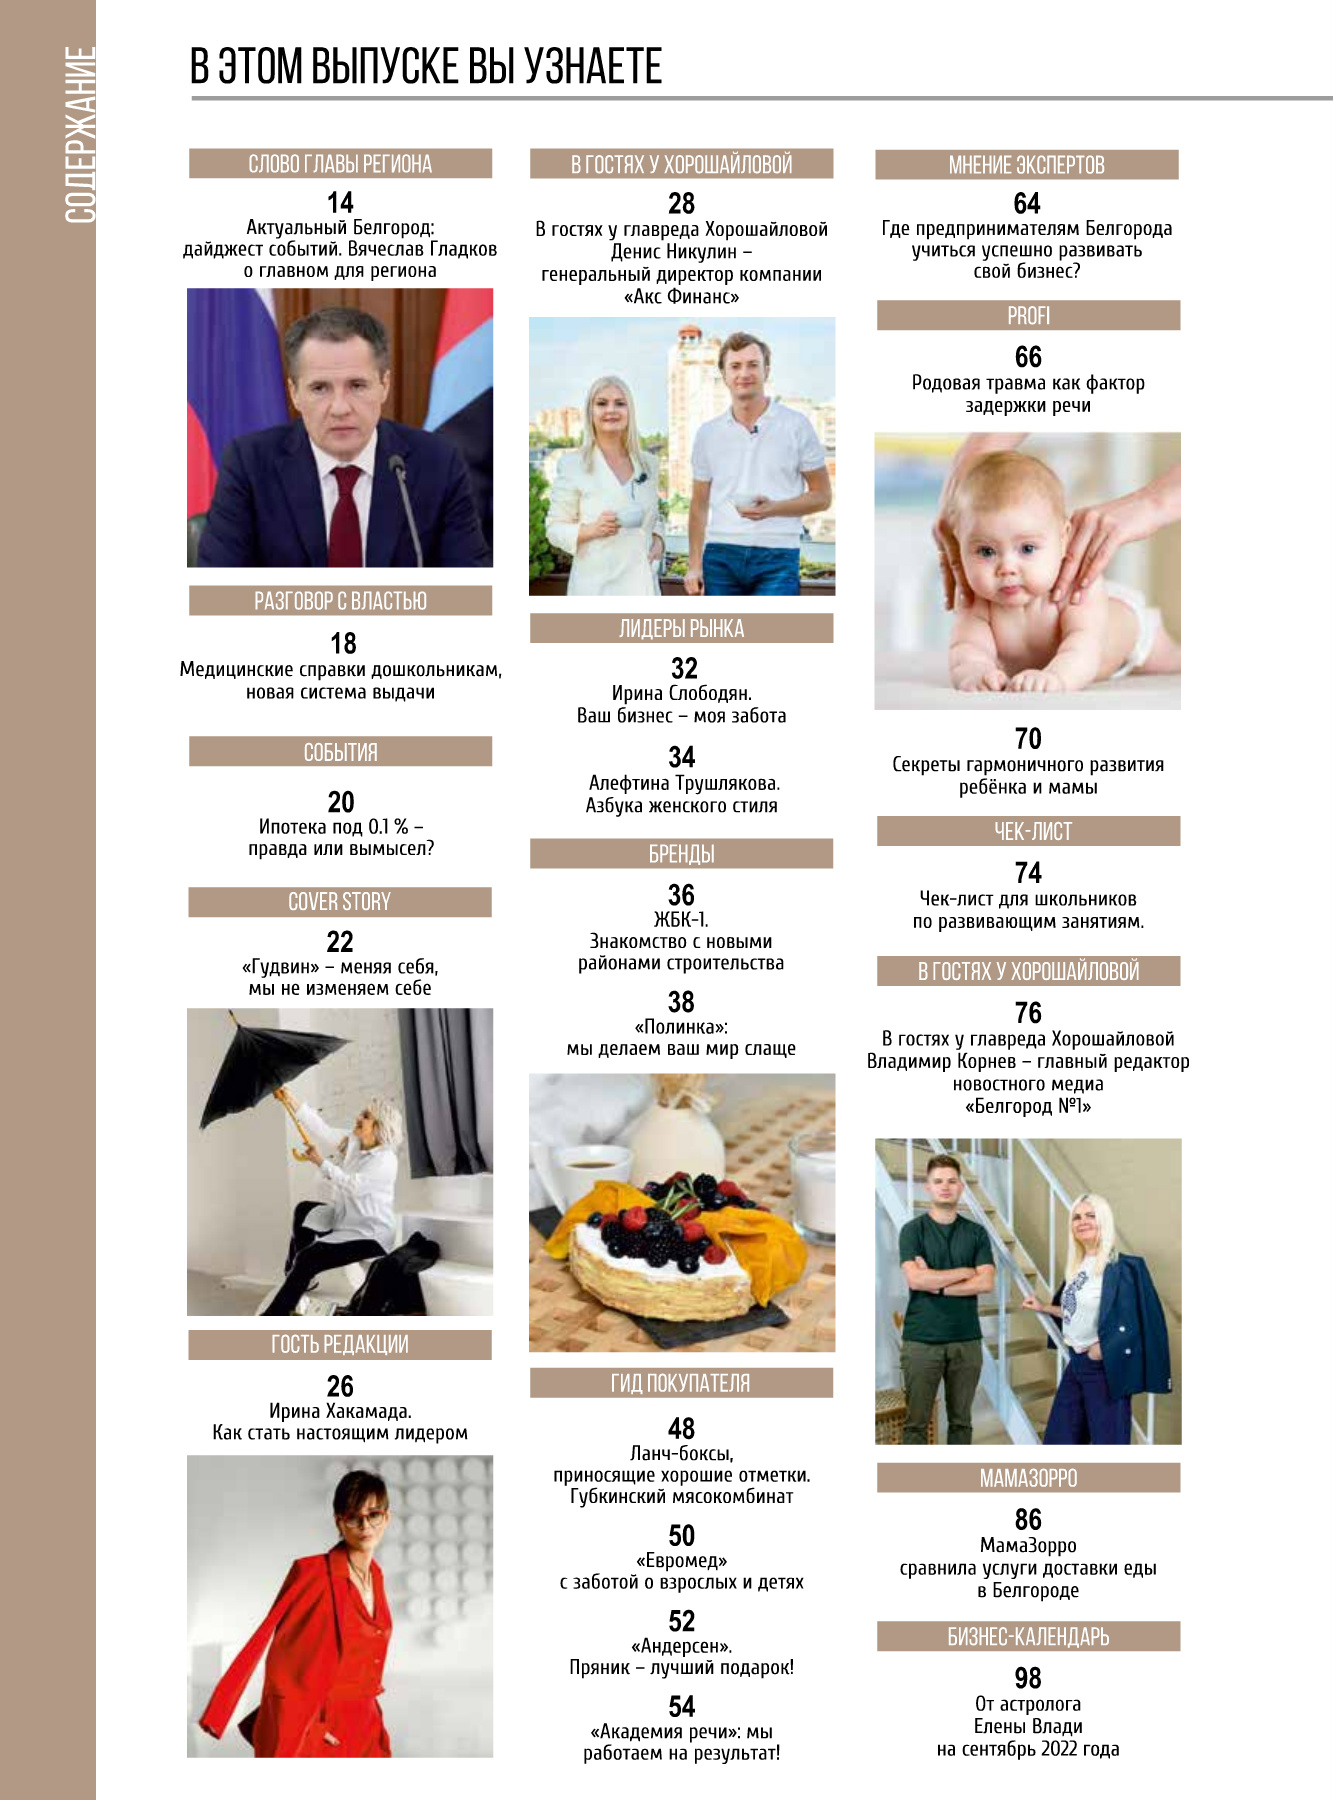 СОДЕРЖАНИЕ
В ЭТОМ ВЫПУСКЕ ВЫ УЗНАЕТЕ
СЛОВО ГЛАВЫ РЕГИОНА
14
Актуальный Белгород:
дайджест событий. Вячеслав Гладков
о главном для региона
РАЗГОВОР С ВЛАСТЬЮ
18
Медицинские справки дошкольникам,
новая система выдачи
СОБЫТИЯ
20
Ипотека под 0.1 % –
правда или вымысел?
COVER STORY
22
«Гудвин» – меняя себя,
мы не изменяем себе
ГОСТЬ РЕДАКЦИИ
26
Ирина Хакамада.
Как стать настоящим лидером
В ГОСТЯХ У ХОРОШАЙЛОВОЙ
28
В гостях у главреда Хорошайловой
Денис Никулин –
генеральный директор компании
«Акс Финанс»
ЛИДЕРЫ РЫНКА
32
Ирина Слободян.
Ваш бизнес – моя забота
34
Алефтина Трушлякова.
Азбука женского стиля
БРЕНДЫ
36
ЖБК-1.
Знакомство с новыми
районами строительства
38
«Полинка»:
мы делаем ваш мир слаще
ГИД ПОКУПАТЕЛЯ
48
Ланч-боксы,
приносящие хорошие отметки.
Губкинский мясокомбинат
50
«Евромед»
с заботой о взрослых и детях
52
«Андерсен».
Пряник – лучший подарок!
54
«Академия речи»: мы
работаем на результат!
МНЕНИЕ ЭКСПЕРТОВ
64
Где предпринимателям Белгорода
учиться успешно развивать
свой бизнес?
PROFI
66
Родовая травма как фактор
задержки речи
70
Секреты гармоничного развития
ребёнка и мамы
ЧЕК-ЛИСТ
74
Чек-лист для школьников
по развивающим занятиям.
В ГОСТЯХ У ХОРОШАЙЛОВОЙ
76
В гостях у главреда Хорошайловой
Владимир Корнев – главный редактор
новостного медиа
«Белгород №1»
МАМАЗОРРО
86
МамаЗорро
сравнила услуги доставки еды
в Белгороде
БИЗНЕС-КАЛЕНДАРЬ
98
От астролога
Елены Влади
на сентябрь 2022 года